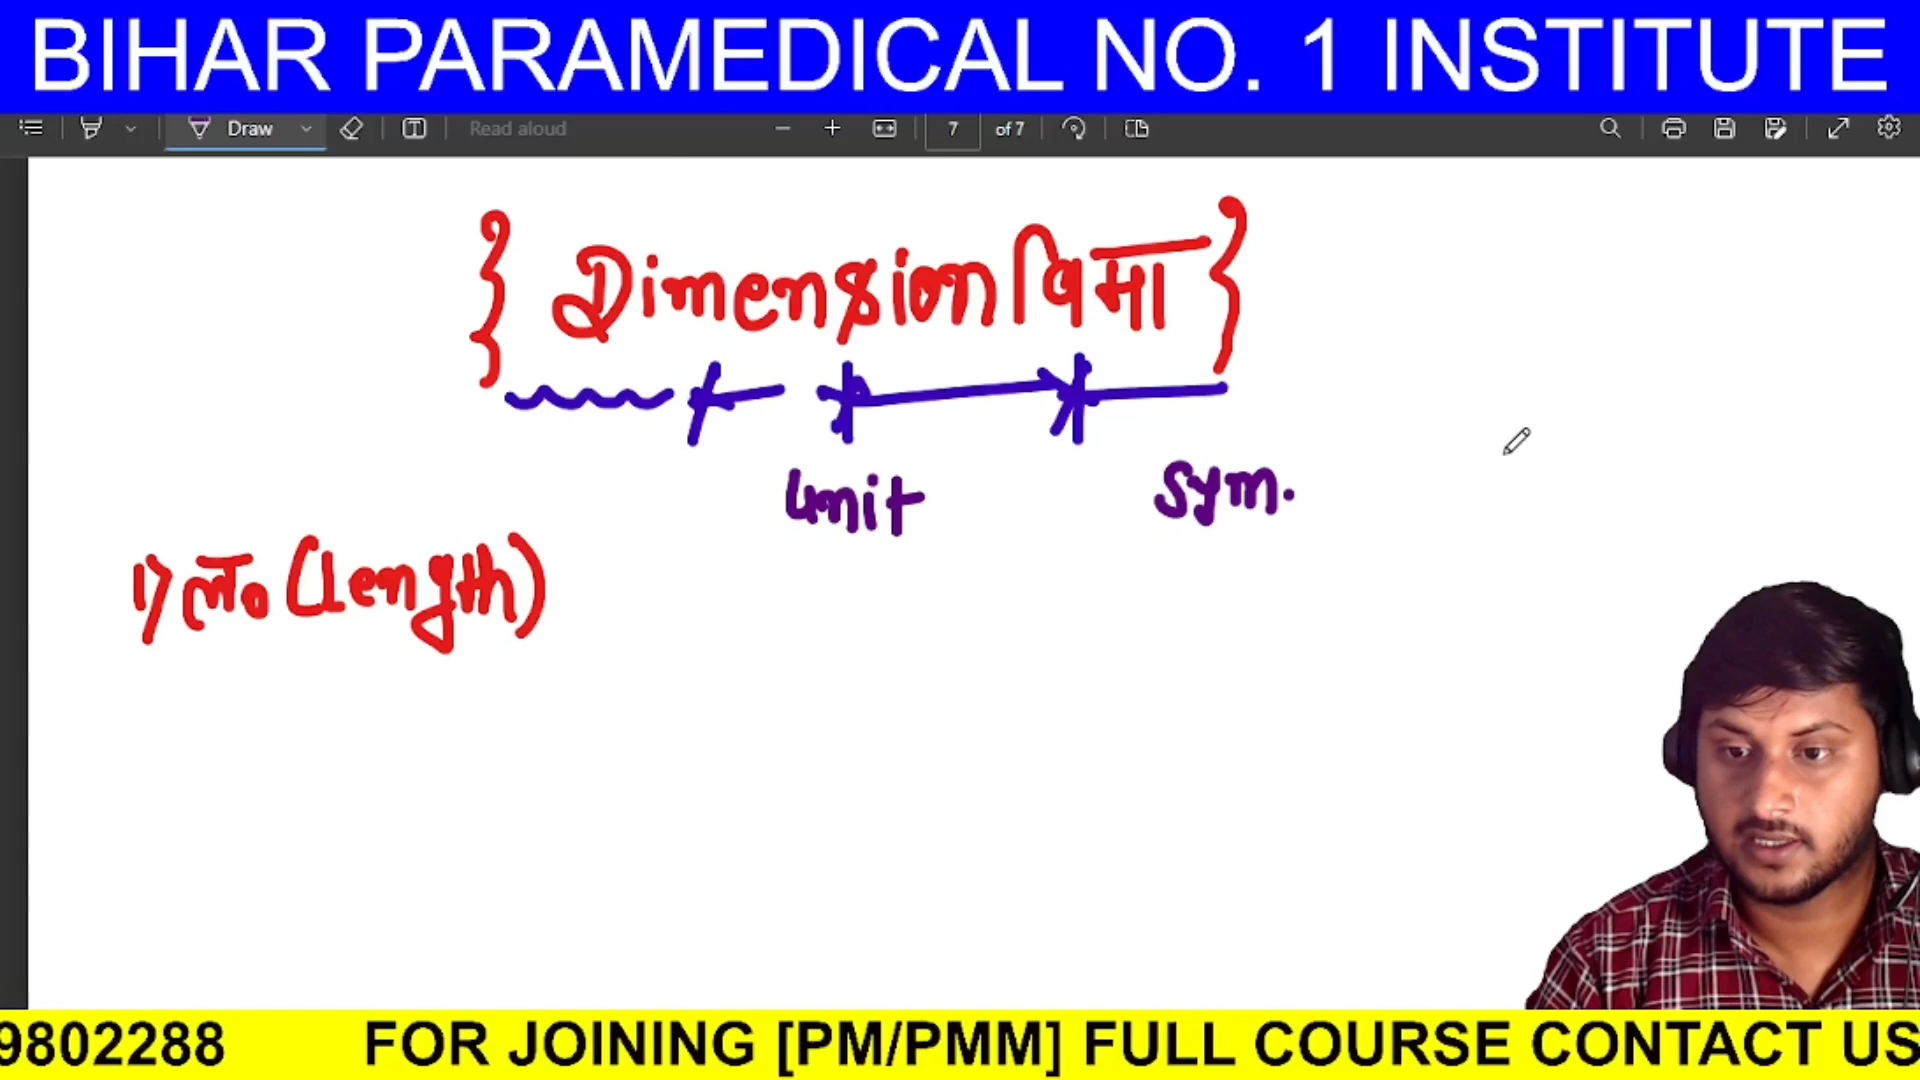 BIHAR PARAMEDICAL NO. 1 INSTITUTE
Draw Read aloud 7 of 7
{ Dimension विमा }
Unit Sym.
1) ल०(Length)
9802288 FOR JOINING [PM/PMM] FULL COURSE CONTACT US